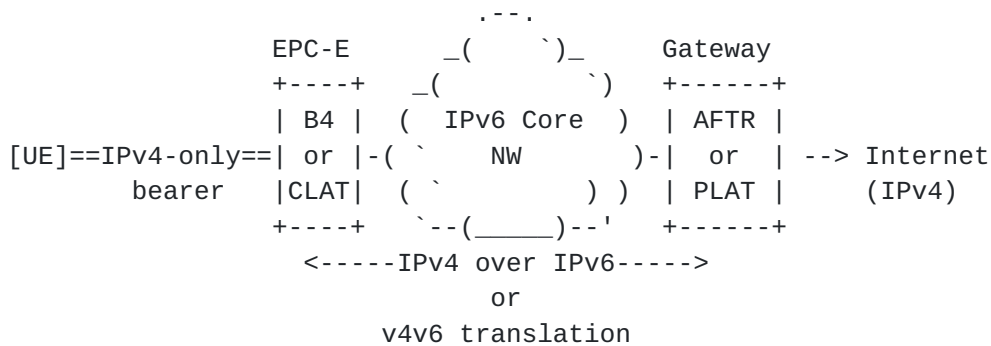 .--.
              EPC-E      _(    `)_     Gateway
              +----+   _(         `)   +------+
              | B4 |  (  IPv6 Core  )  | AFTR |
[UE]==IPv4-only==| or |-( `    NW       )-|  or  | --> Internet
       bearer    |CLAT|  ( `         ) )  | PLAT |     (IPv4)
              +----+   `--(_____)--'   +------+
                <-----IPv4 over IPv6----->
                            or
                     v4v6 translation